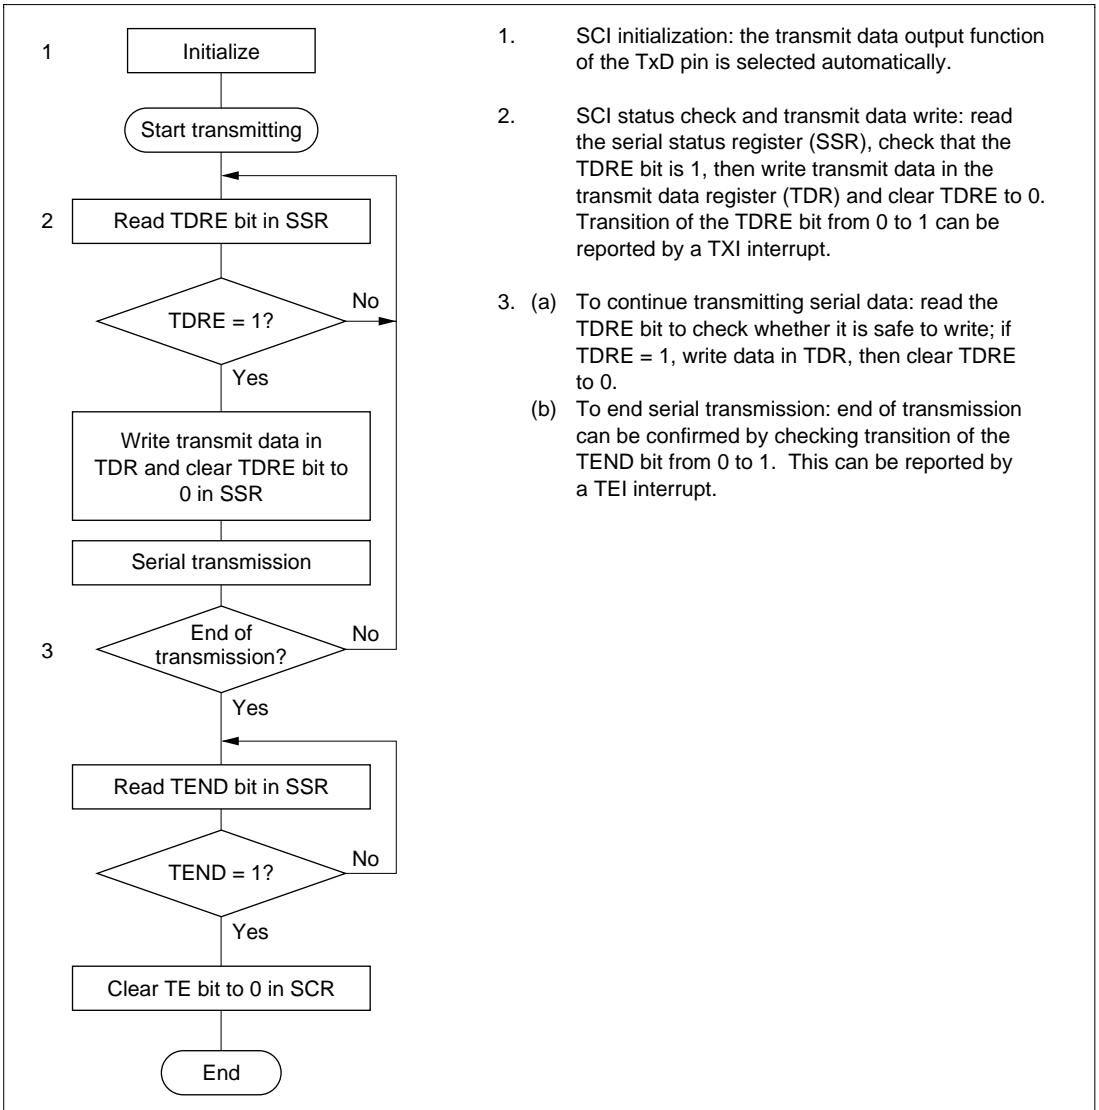 1
Initialize
Start transmitting
2
Read TDRE bit in SSR
TDRE = 1?
No
Yes
Write transmit data in
TDR and clear TDRE bit to
0 in SSR
Serial transmission
3
End of
transmission?
No
Yes
Read TEND bit in SSR
TEND = 1?
No
Yes
Clear TE bit to 0 in SCR
End
1. SCI initialization: the transmit data output function
of the TxD pin is selected automatically.
2. SCI status check and transmit data write: read
the serial status register (SSR), check that the
TDRE bit is 1, then write transmit data in the
transmit data register (TDR) and clear TDRE to 0.
Transition of the TDRE bit from 0 to 1 can be
reported by a TXI interrupt.
3. (a) To continue transmitting serial data: read the
TDRE bit to check whether it is safe to write; if
TDRE = 1, write data in TDR, then clear TDRE
to 0.
(b) To end serial transmission: end of transmission
can be confirmed by checking transition of the
TEND bit from 0 to 1. This can be reported by
a TEI interrupt.